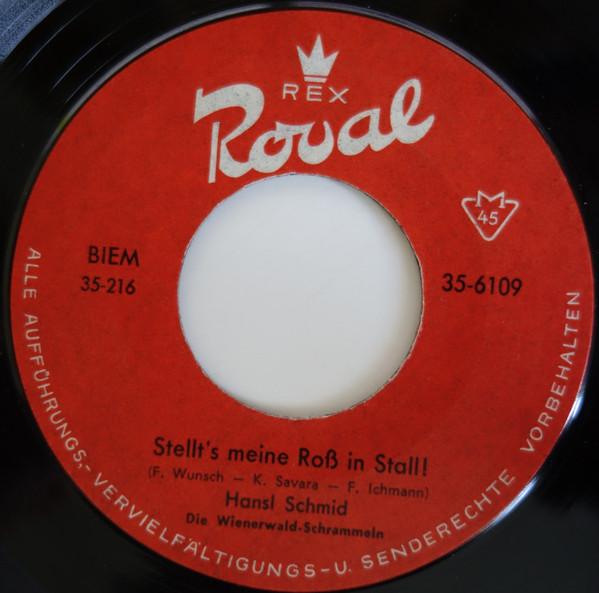 REX
Royal
M
45
BIEM
35-216
35-6109
Stellt's meine Roß in Stall!
(F. Wunsch – K. Savara – F. Ichmann)
Hansl Schmid
Die Wienerwald-Schrammeln
ALLE AUFFÜHRUNGS,- VERVIELFÄLTIGUNGS-U. SENDERECHTE VORBEHALTEN